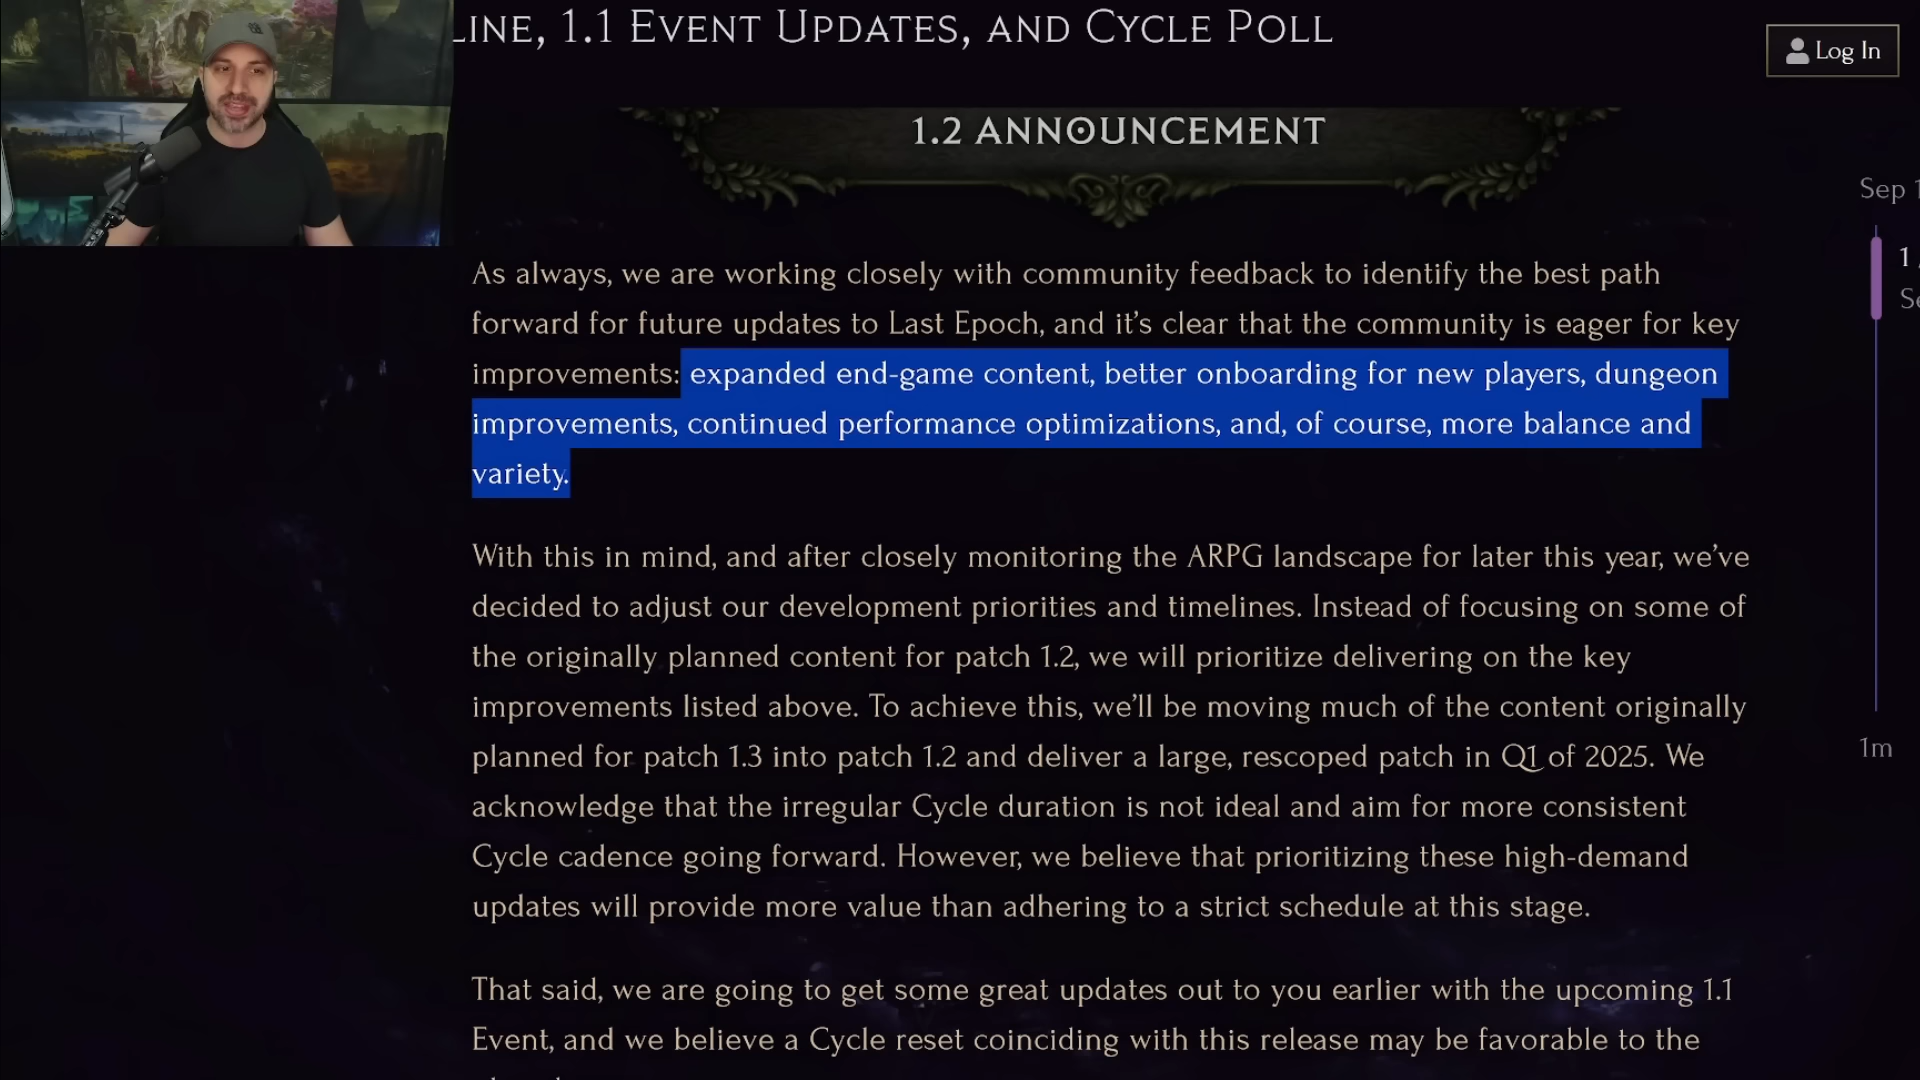 LINE, 1.1 EVENT UPDATES, AND CYCLE POLL
Log In
1.2 ANNOUNCEMENT
Sep 1
As always, we are working closely with community feedback to identify the best path
forward for future updates to Last Epoch, and it's clear that the community is eager for key
improvements: expanded end-game content, better onboarding for new players, dungeon
improvements, continued performance optimizations, and, of course, more balance and
variety.
With this in mind, and after closely monitoring the ARPG landscape for later this year, we've
decided to adjust our development priorities and timelines. Instead of focusing on some of
the originally planned content for patch 1.2, we will prioritize delivering on the key
improvements listed above. To achieve this, we'll be moving much of the content originally
planned for patch 1.3 into patch 1.2 and deliver a large, rescoped patch in Q1 of 2025. We
acknowledge that the irregular Cycle duration is not ideal and aim for more consistent
Cycle cadence going forward. However, we believe that prioritizing these high-demand
updates will provide more value than adhering to a strict schedule at this stage.
That said, we are going to get some great updates out to you earlier with the upcoming 1.1
Event, and we believe a Cycle reset coinciding with this release may be favorable to the
1m